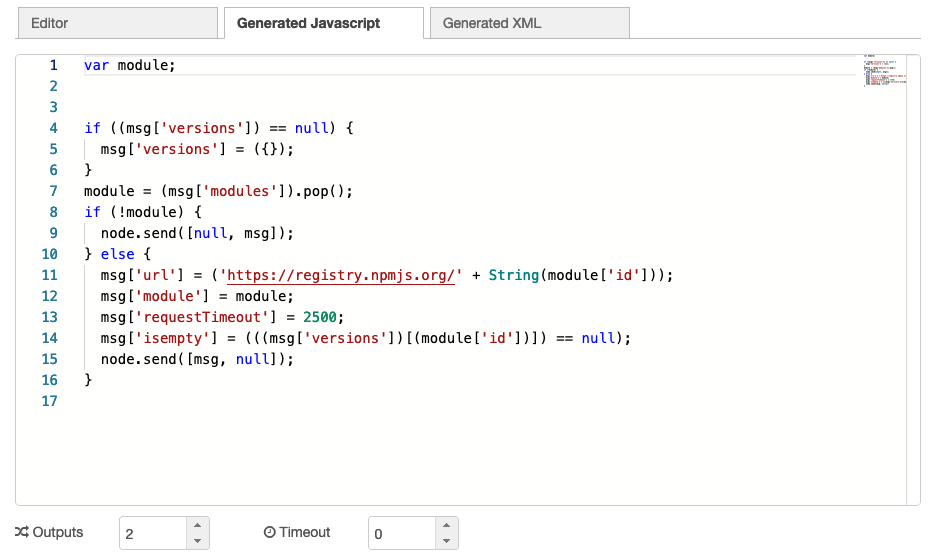 Editor
Generated Javascript
Generated XML
1 var module;
2
3
4 if ((msg['versions']) == null) {
5   msg['versions'] = ({});
6 }
7 module = (msg['modules']).pop();
8 if (!module) {
9   node.send([null, msg]);
10 } else {
11   msg['url'] = ('https://registry.npmjs.org/' + String(module['id']));
12   msg['module'] = module;
13   msg['requestTimeout'] = 2500;
14   msg['isempty'] = (((msg['versions'])[(module['id'])]) == null);
15   node.send([msg, null]);
16 }
17
Outputs 2 Timeout 0